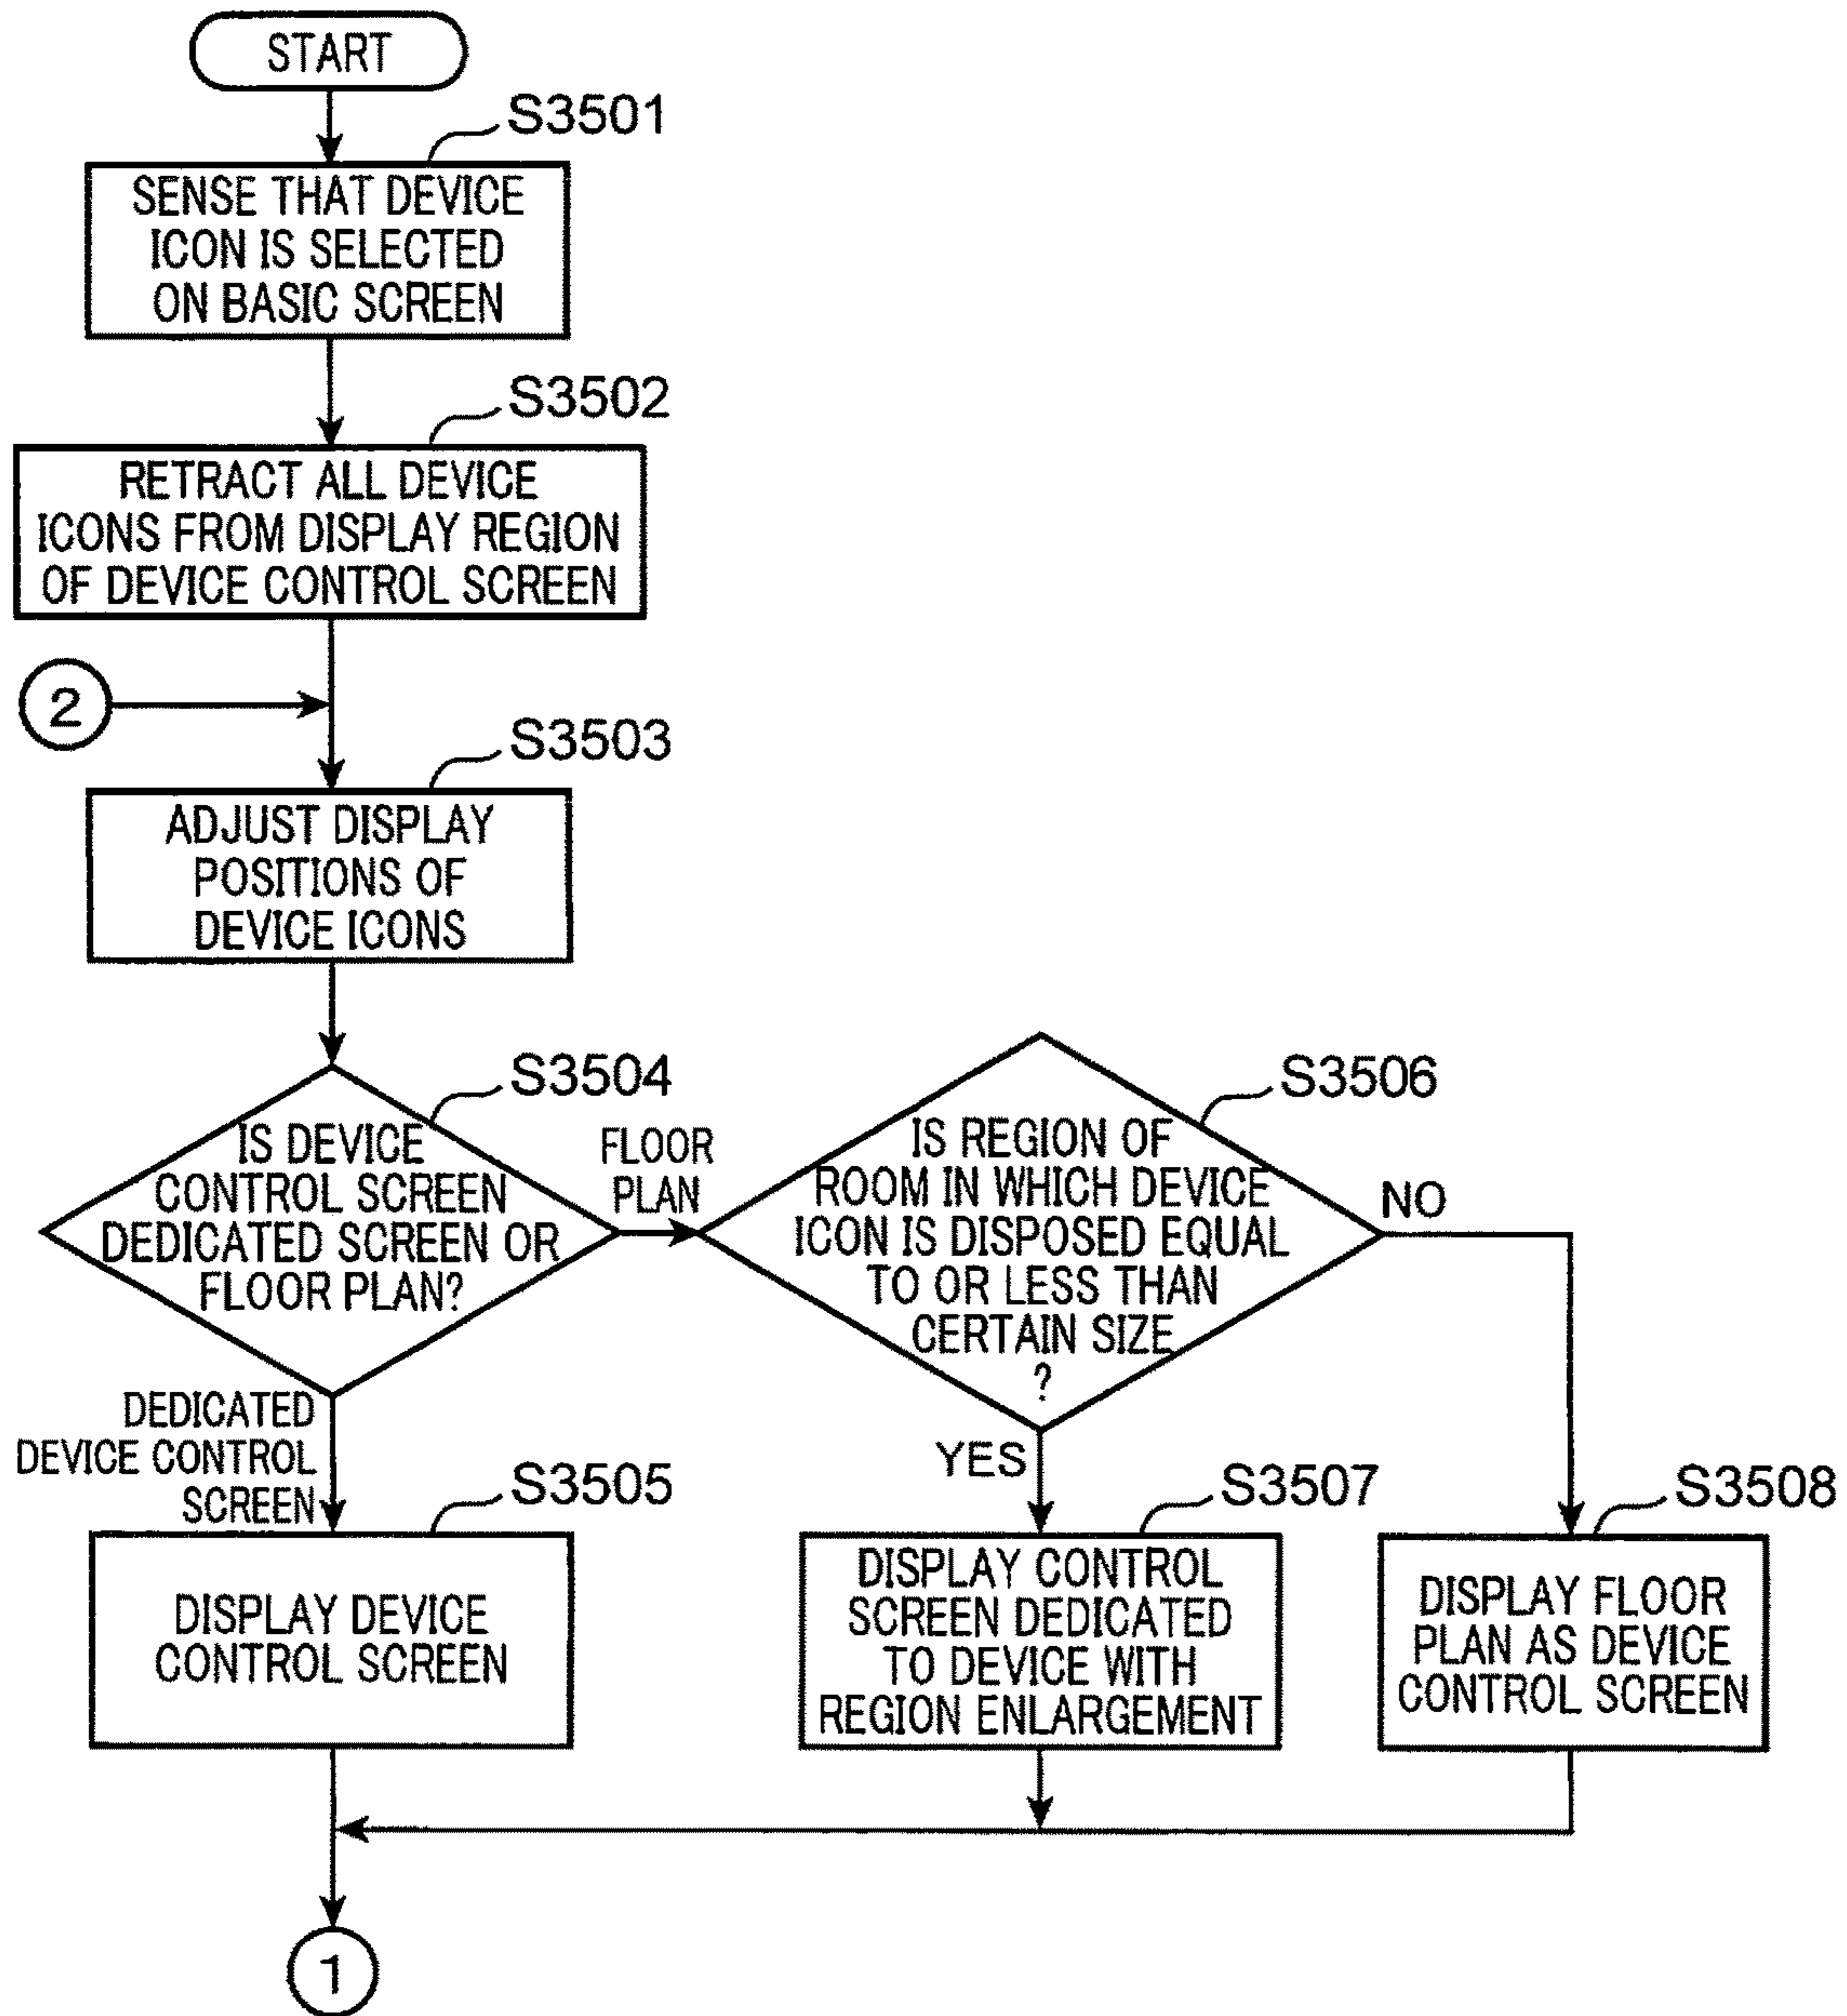 START
S3501
SENSE THAT DEVICE
ICON IS SELECTED
ON BASIC SCREEN
S3502
RETRACT ALL DEVICE
ICONS FROM DISPLAY REGION
OF DEVICE CONTROL SCREEN
2
S3503
ADJUST DISPLAY
POSITIONS OF
DEVICE ICONS
S3504
IS DEVICE
CONTROL SCREEN
DEDICATED SCREEN OR
FLOOR PLAN?
FLOOR
PLAN
S3506
IS REGION OF
ROOM IN WHICH DEVICE
ICON IS DISPOSED EQUAL
TO OR LESS THAN
CERTAIN SIZE
?
NO
DEDICATED
DEVICE CONTROL
SCREEN
S3505
DISPLAY DEVICE
CONTROL SCREEN
YES
S3507
DISPLAY CONTROL
SCREEN DEDICATED
TO DEVICE WITH
REGION ENLARGEMENT
S3508
DISPLAY FLOOR
PLAN AS DEVICE
CONTROL SCREEN
1